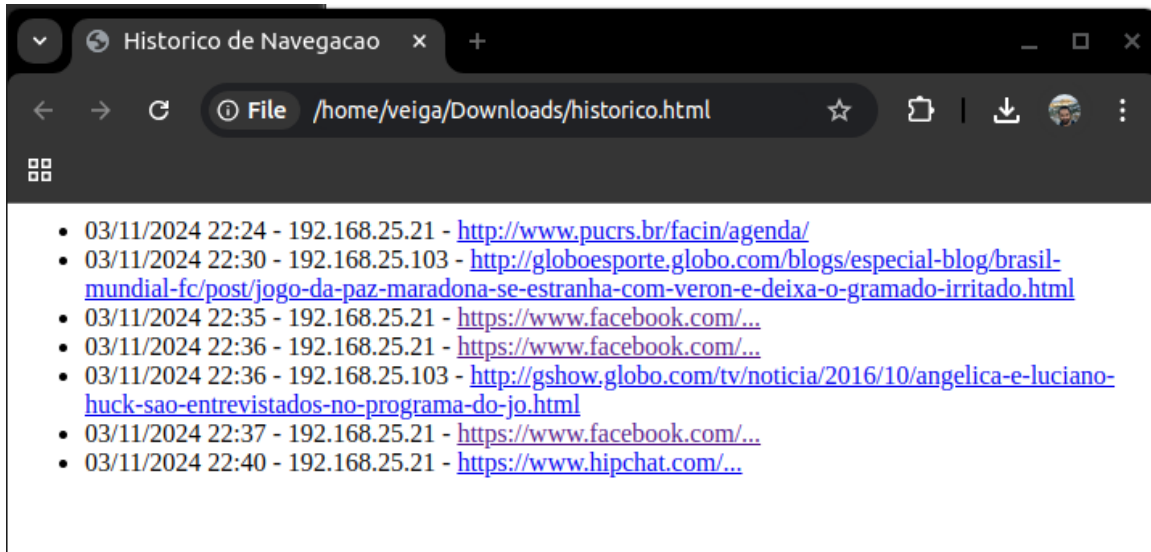 Historico de Navegacao
File /home/veiga/Downloads/historico.html
03/11/2024 22:24 - 192.168.25.21 - http://www.pucrs.br/facin/agenda/
03/11/2024 22:30 - 192.168.25.103 - http://globoesporte.globo.com/blogs/especial-blog/brasil-
mundial-fc/post/jogo-da-paz-maradona-se-estranha-com-veron-e-deixa-o-gramado-irritado.html
03/11/2024 22:35 - 192.168.25.21 - https://www.facebook.com/...
03/11/2024 22:36 - 192.168.25.21 - https://www.facebook.com/...
03/11/2024 22:36 - 192.168.25.103 - http://gshow.globo.com/tv/noticia/2016/10/angelica-e-luciano-
huck-sao-entrevistados-no-programa-do-jo.html
03/11/2024 22:37 - 192.168.25.21 - https://www.facebook.com/...
03/11/2024 22:40 - 192.168.25.21 - https://www.hipchat.com/...